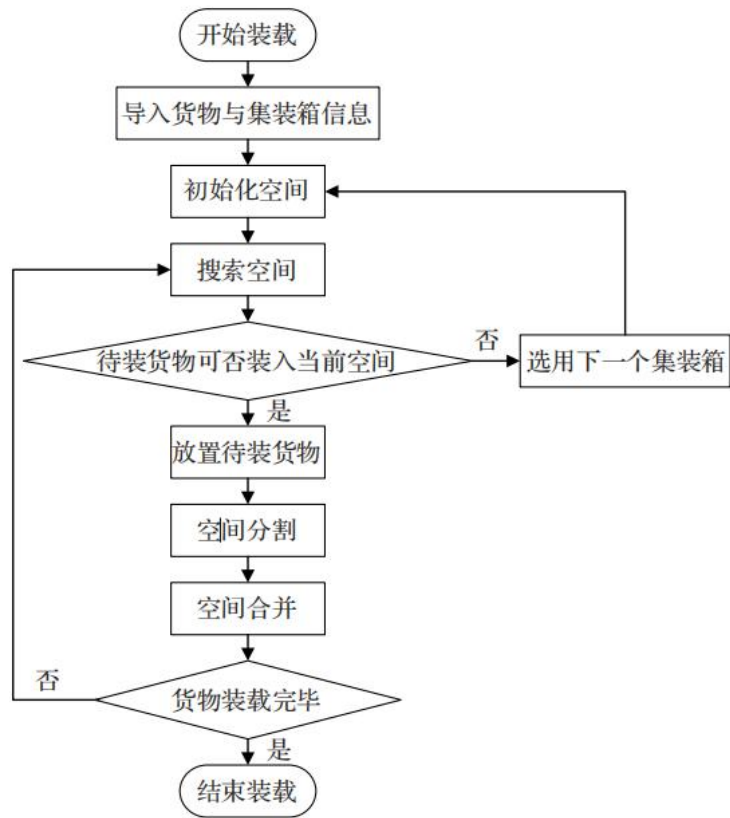 开始装载
导入货物与集装箱信息
初始化空间
搜索空间
待装货物可否装入当前空间
否
选用下一个集装箱
是
放置待装货物
空间分割
空间合并
否
货物装载完毕
是
结束装载